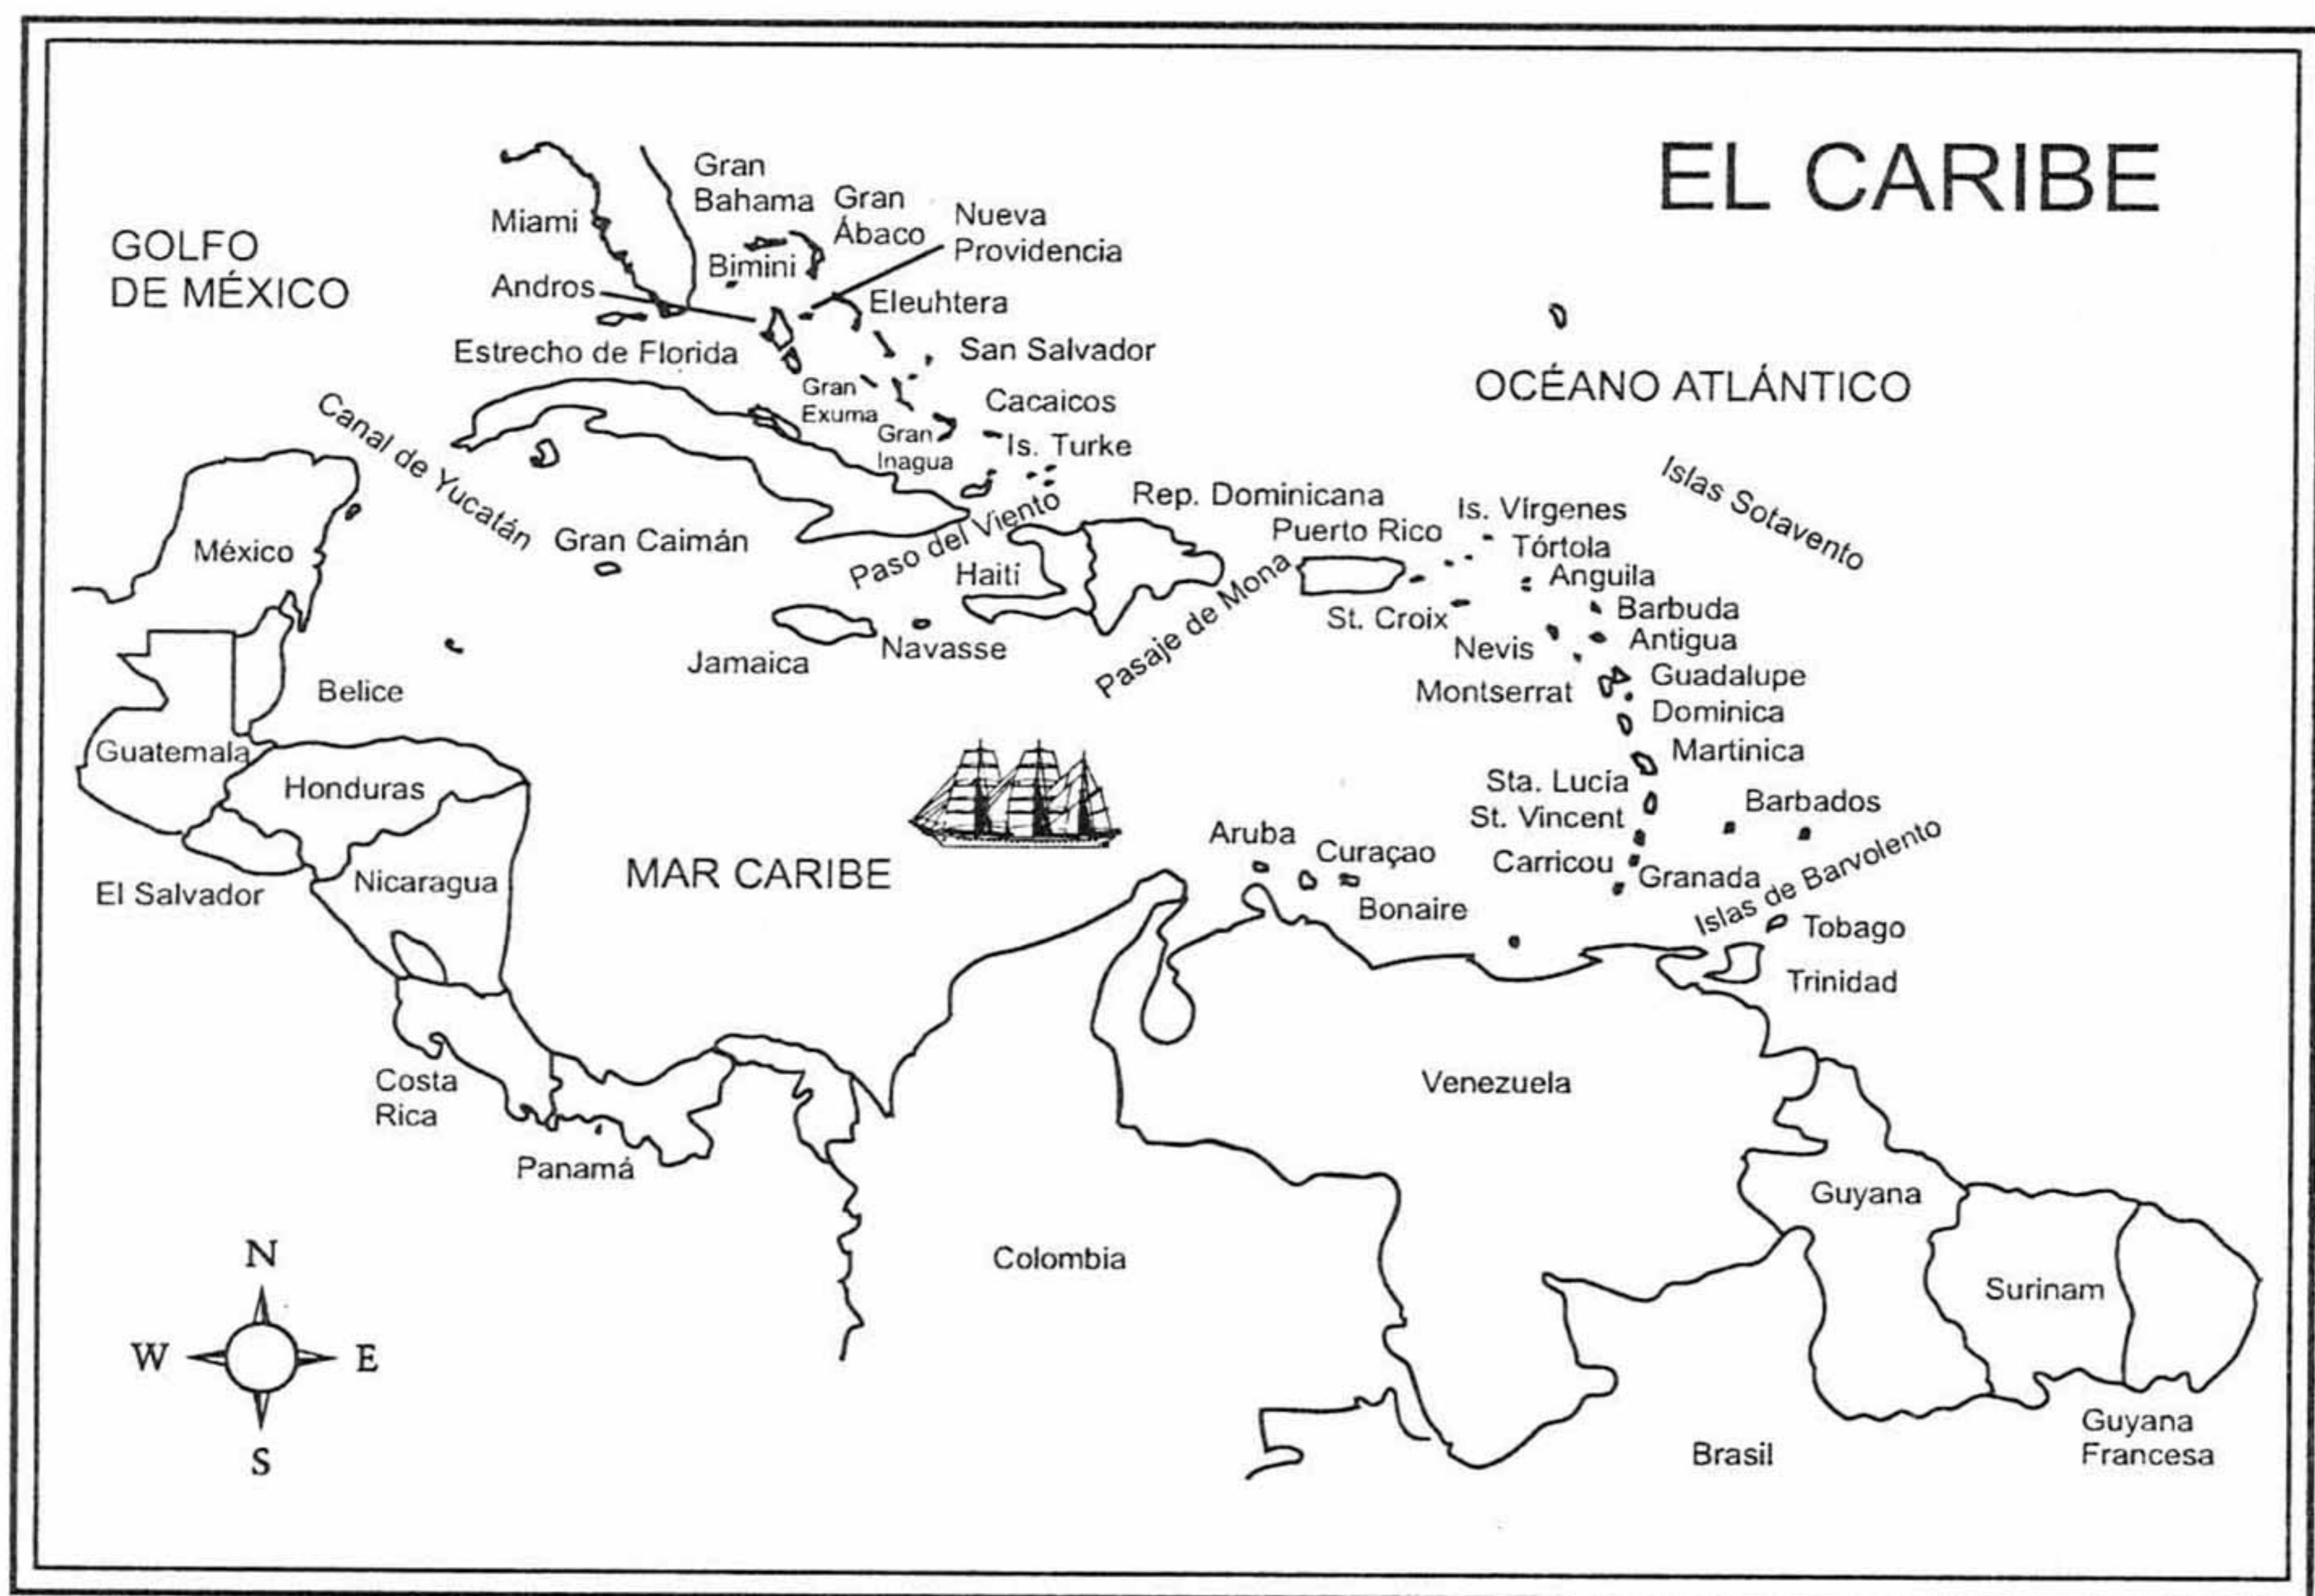 EL CARIBE
Gran
Bahama
Gran
Ábaco
Nueva
Providencia
Miami
GOLFO
DE MÉXICO
Bimini
Andros
Eleuhtera
Estrecho de Florida
San Salvador
OCÉANO ATLÁNTICO
Gran
Exuma
Cacaicos
Canal de Yucatán
Gran
Inagua
Is. Turke
Islas Sotavento
Rep. Dominicana
Is. Vírgenes
Puerto Rico
Paso del Viento
México
Gran Caimán
Tórtola
Haití
Anguila
Pasaje de Mona
St. Croix
Barbuda
Antigua
Navasse
Nevis
Jamaica
Guadalupe
Belice
Montserrat
Dominica
Guatemala
Martinica
Honduras
Sta. Lucía
Barbados
St. Vincent
Aruba
Curaçao
Carricou
MAR CARIBE
Granada
Nicaragua
El Salvador
Islas de Barvolento
Bonaire
Tobago
Trinidad
Costa
Rica
Venezuela
Panamá
Guyana
N
Colombia
Surinam
W
E
Guyana
Francesa
Brasil
S